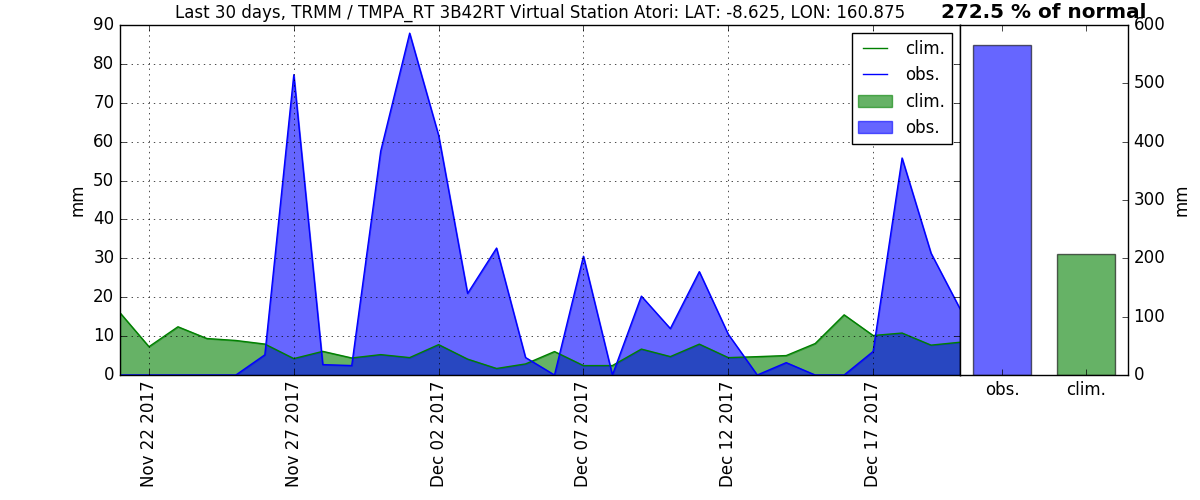 Last 30 days, TRMM / TMPA_RT 3B42RT Virtual Station Atori: LAT: -8.625, LON: 160.875
272.5 % of normal
90
80
70
60
50
40
30
20
10
0
mm
clim.
obs.
clim.
obs.
Nov 22 2017
Nov 27 2017
Dec 02 2017
Dec 07 2017
Dec 12 2017
Dec 17 2017
600
500
400
300
200
100
0
mm
obs.
clim.